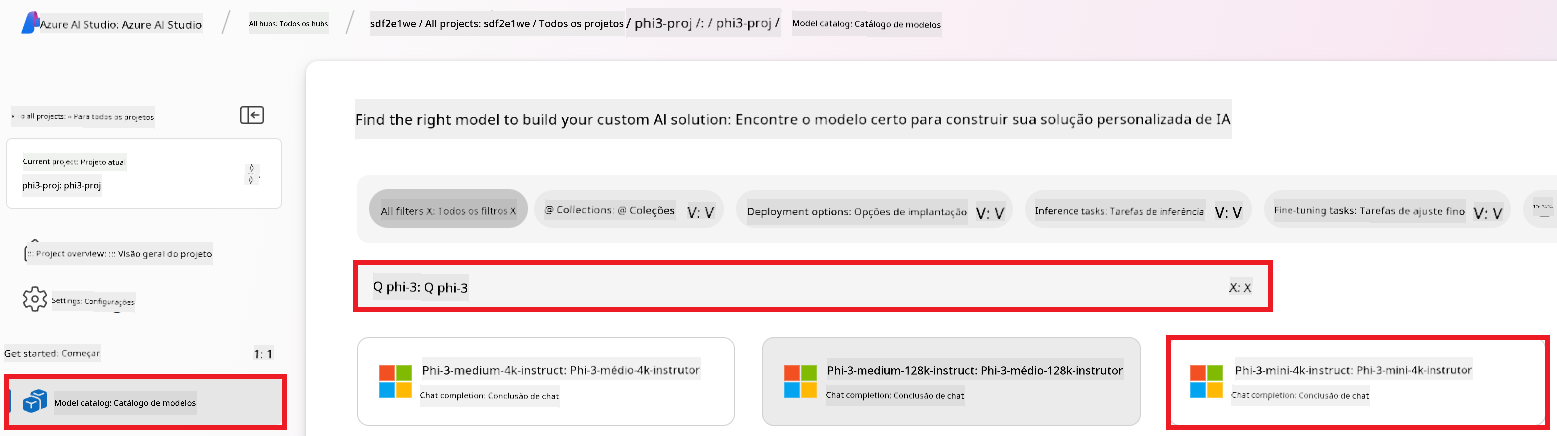 Azure AI Studio: Azure AI Studio / All hubs: Todos os hubs / sdf2e1we / All projects: sdf2e1we / Todos os projetos / phi3-proj /: / phi3-proj / Model catalog: Catálogo de modelos
all projects: « Para todos os projetos
Current project: Projeto atual
phi3-proj: phi3-proj
::: Project overview: ::: Visão geral do projeto
Settings: Configurações
Get started: Começar 1: 1
Model catalog: Catálogo de modelos
Find the right model to build your custom AI solution: Encontre o modelo certo para construir sua solução personalizada de IA
All filters X: Todos os filtros X
@ Collections: @ Coleções V: V
Deployment options: Opções de implantação V: V
Inference tasks: Tarefas de inferência V: V
Fine-tuning tasks: Tarefas de ajuste fino V: V
Q phi-3: Q phi-3 X: X
Phi-3-medium-4k-instruct: Phi-3-médio-4k-instrutor
Chat completion: Conclusão de chat
Phi-3-medium-128k-instruct: Phi-3-médio-128k-instrutor
Chat completion: Conclusão de chat
Phi-3-mini-4k-instruct: Phi-3-mini-4k-instrutor
Chat completion: Conclusão de chat